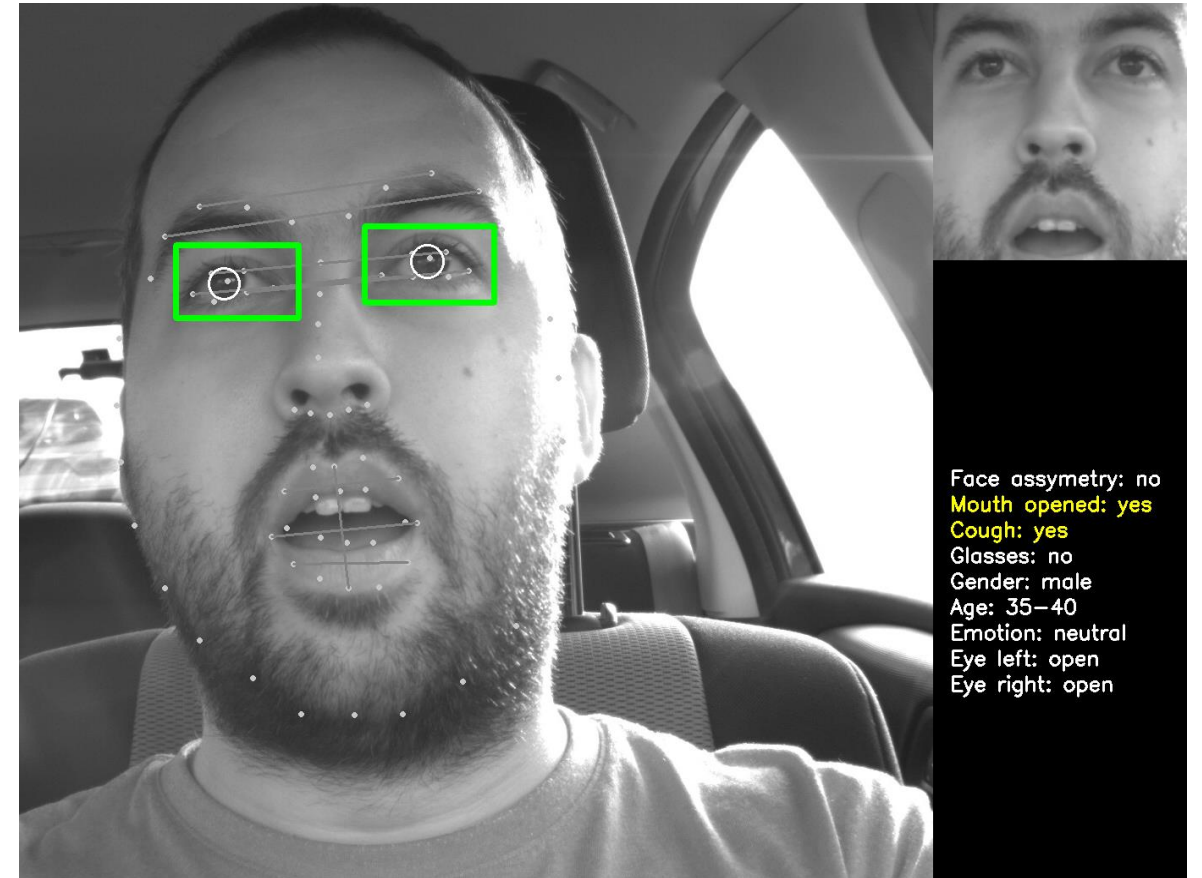 Face assymetry: no
Mouth opened: yes
Cough: yes
Glasses: no
Gender: male
Age: 35-40
Emotion: neutral
Eye left: open
Eye right: open